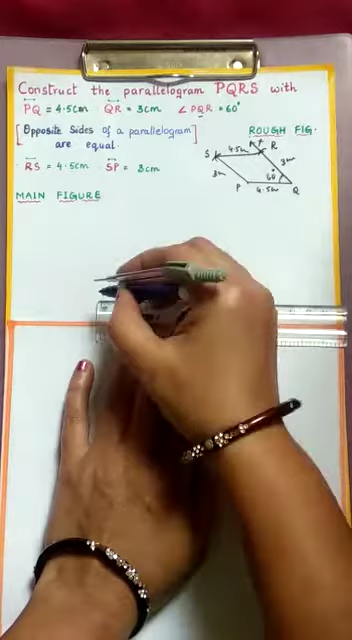 Construct the parallelogram PQRS with
PQ = 4.5cm QR = 3cm ∠PQR = 60°
[Opposite Sides of a parallelogram are equal.]
ROUGH FIG.
RS = 4.5cm SP = 3cm
MAIN FIGURE
S 4.5cm R
3cm 3cm
60°
P 4.5cm Q